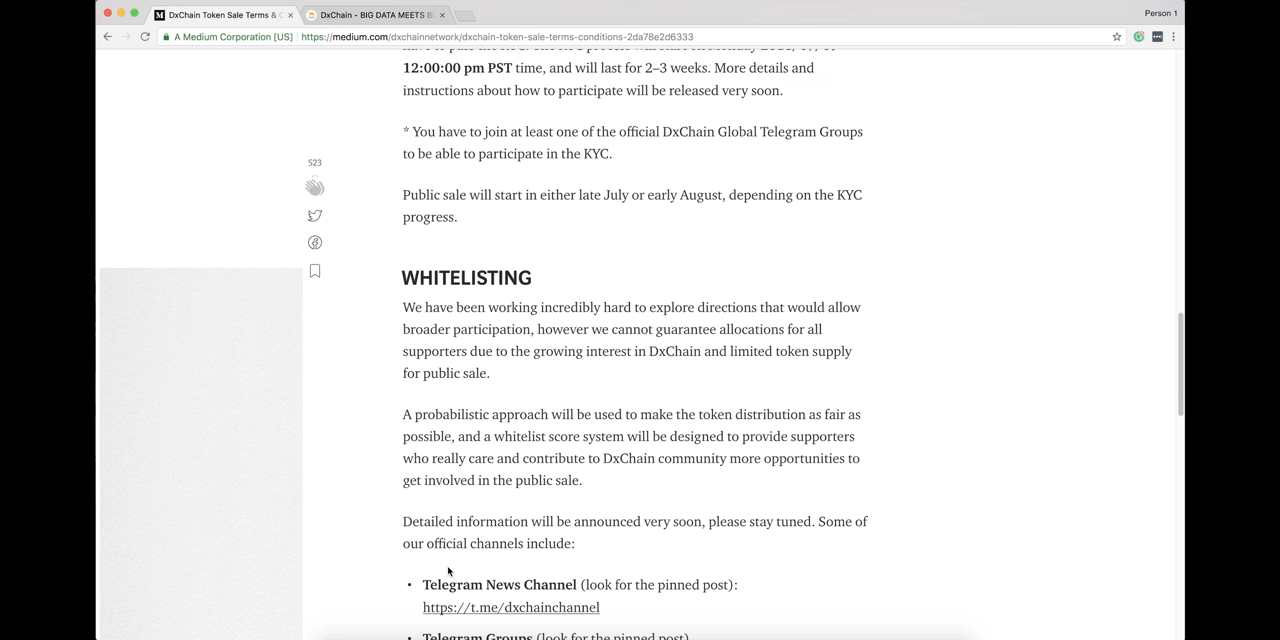 DxChain Token Sale Terms & C
DxChain - BIG DATA MEETS B
Person 1
A Medium Corporation [US]
https://medium.com/dxchainnetwork/dxchain-token-sale-terms-conditions-2da78e2d6333
12:00:00 pm PST time, and will last for 2–3 weeks. More details and
instructions about how to participate will be released very soon.
* You have to join at least one of the official DxChain Global Telegram Groups
to be able to participate in the KYC.
523
Public sale will start in either late July or early August, depending on the KYC
progress.
WHITELISTING
We have been working incredibly hard to explore directions that would allow
broader participation, however we cannot guarantee allocations for all
supporters due to the growing interest in DxChain and limited token supply
for public sale.
A probabilistic approach will be used to make the token distribution as fair as
possible, and a whitelist score system will be designed to provide supporters
who really care and contribute to DxChain community more opportunities to
get involved in the public sale.
Detailed information will be announced very soon, please stay tuned. Some of
our official channels include:
• Telegram News Channel (look for the pinned post):
https://t.me/dxchainchannel
• Telegram Groups (look for the pinned post)